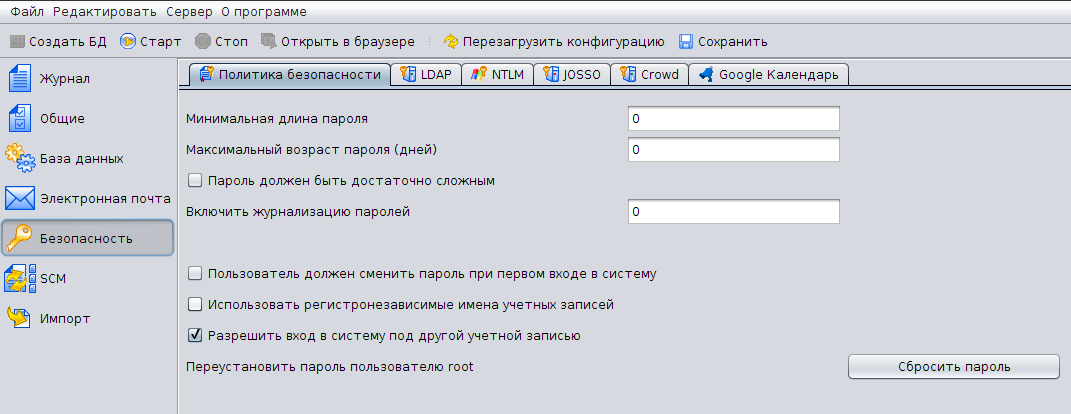 Файл Редактировать Сервер О программе
Создать БД Старт Стоп Открыть в браузере Перезагрузить конфигурацию Сохранить
Журнал
Общие
База данных
Электронная почта
Безопасность
SCM
Импорт
Политика безопасности LDAP NTLM JOSSO Crowd Google Календарь
Минимальная длина пароля 0
Максимальный возраст пароля (дней) 0
Пароль должен быть достаточно сложным
Включить журнализацию паролей 0
Пользователь должен сменить пароль при первом входе в систему
Использовать регистронезависимые имена учетных записей
Разрешить вход в систему под другой учетной записью
Переустановить пароль пользователю root Сбросить пароль